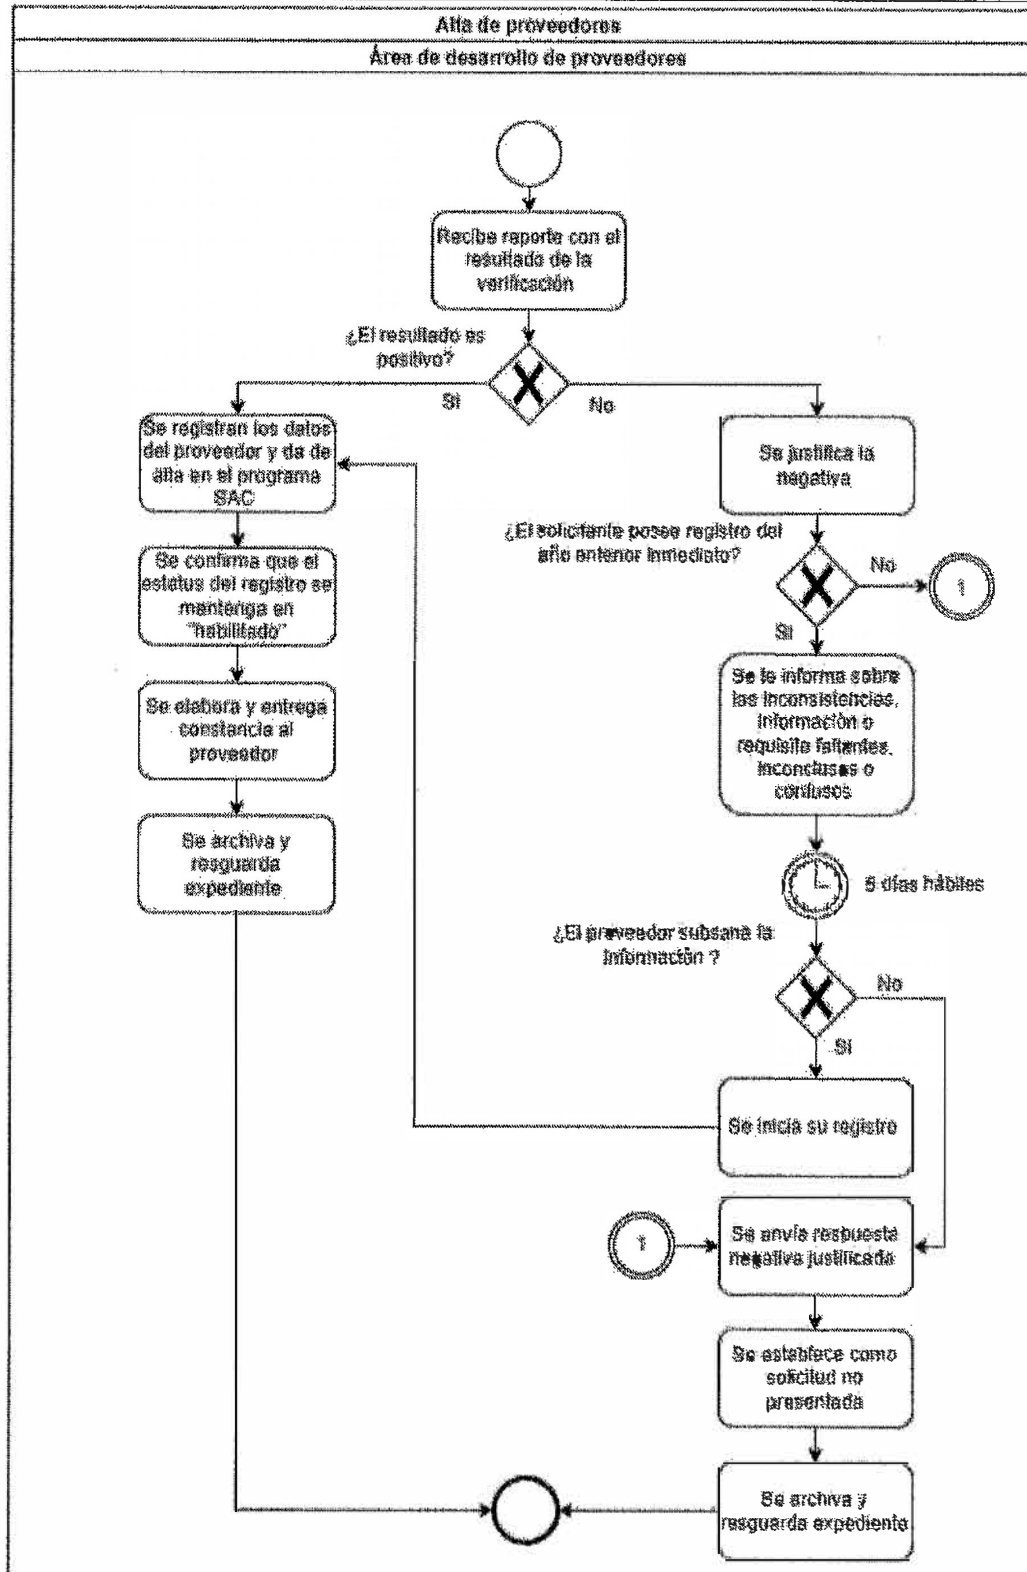 Alta de proveedores
Área de desarrollo de proveedores
Recibe reporte con el
resultado de la
verificación
¿El resultado es
positivo?
Si
No
Se registran los datos
del proveedor y da de
alta en el programa
SAC
Se justifica la
negativa
¿El solicitante posee registro del
año anterior inmediato?
No
1
Si
Se confirma que el
estatus del registro se
mantenga en
"habilitado"
Se le informa sobre
las inconsistencias,
información o
requisito faltantes,
inconclusas o
confusos
Se elabora y entrega
constancia al
proveedor
Se archiva y
resguarda
expediente
5 días hábiles
¿El proveedor subsana la
información ?
No
Si
Se inicia su registro
1
Se envía respuesta
negativa justificada
Se establece como
solicitud no
presentada
Se archiva y
resguarda expediente